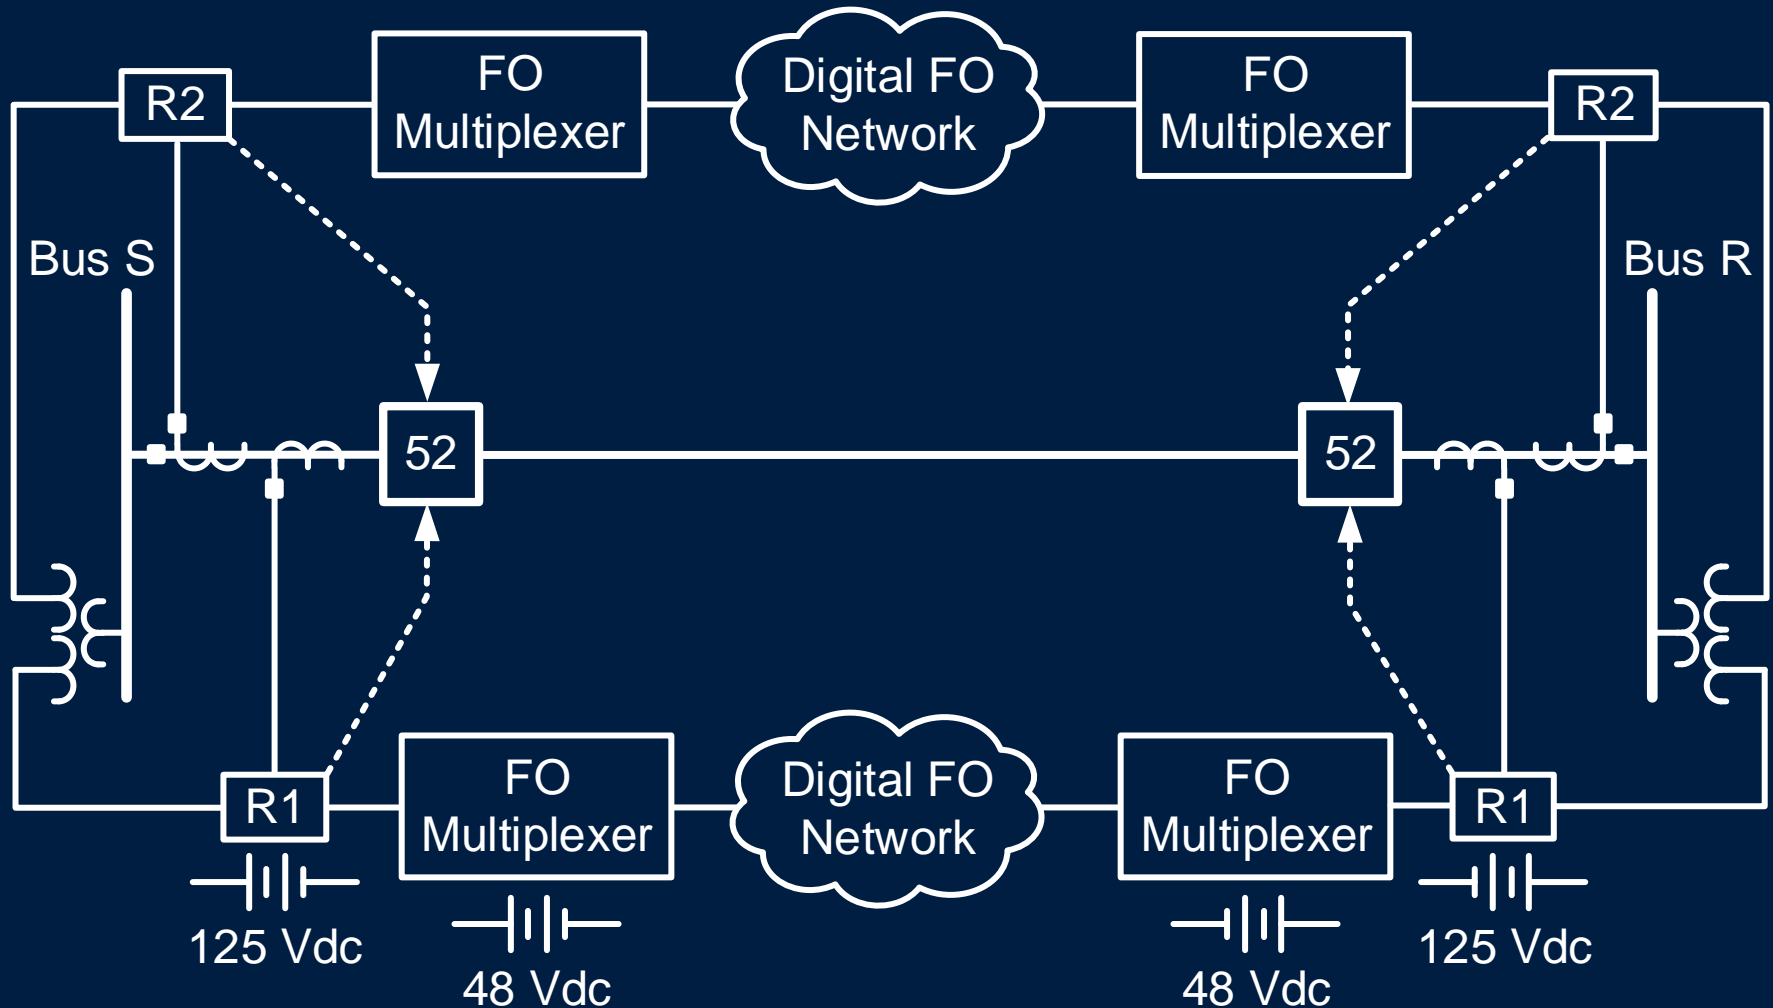 R2
FO
Multiplexer
Digital FO
Network
FO
Multiplexer
R2
Bus S
Bus R
52
52
R1
FO
Multiplexer
Digital FO
Network
FO
Multiplexer
R1
125 Vdc
48 Vdc
48 Vdc
125 Vdc